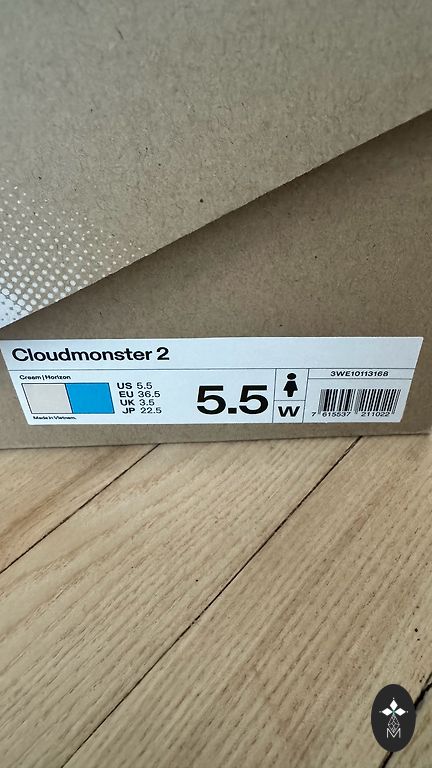 Cloudmonster 2
Cream | Horizon
US 5.5
EU 36.5
UK 3.5
JP 22.5
Made in Vietnam.
5.5
W
3WE10113168
7 615537 211022
M